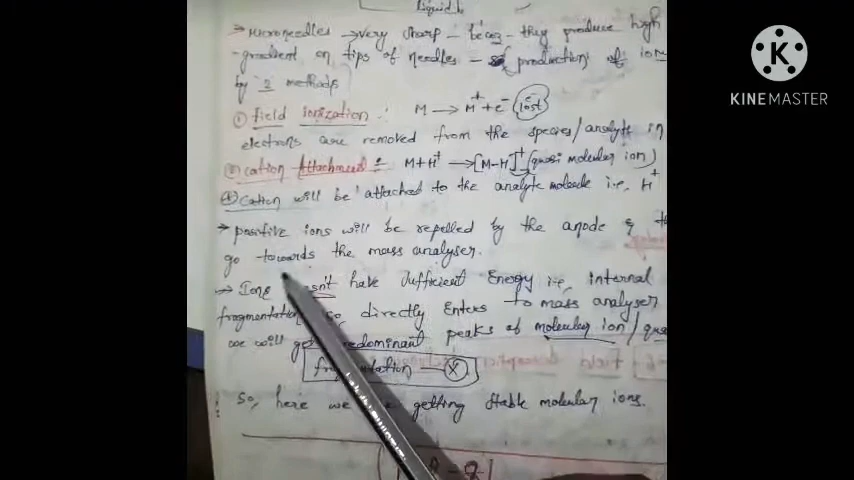 liquid.
→ Microneedles → very sharp - becoz - they produce high
-gradient on tips of needles - production of ion
by 2 methods
① field ionization :- M → M⁺ + e⁻ lost
electrons are removed from the species/analyte in
② cation Attachment :- M + H⁺ → [M-H]⁺ (quasi molecular ion)
cation will be attached to the analyte molecule i.e, H⁺
→ positive ions will be repelled by the anode &
go towards the mass analyser.
→ Ions have sufficient Energy i.e, internal
fragmentation so directly Enters to mass analyser
we will get predominant peaks of molecular ion/
fragmentation — X
So, here we getting stable molecular ions.
KINEMASTER